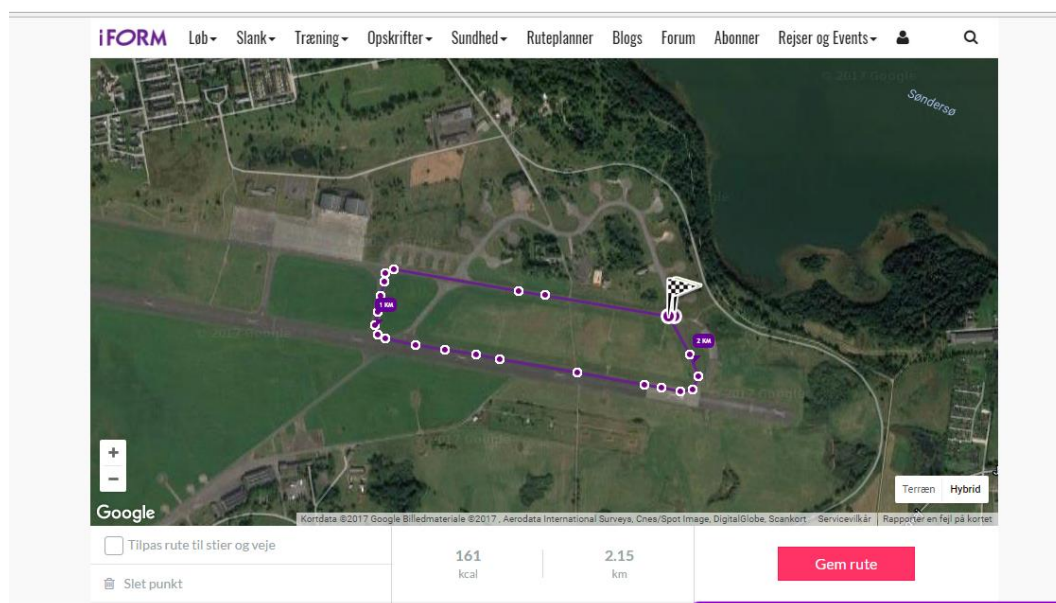 iFORM Løb Slank Træning Opskrifter Sundhed Ruteplanner Blogs Forum Abonner Rejser og Events
© 2017 Google
Søndersø
1 KM
© 2017 Google
2 KM
2017 Google
2017 Google
+
−
Terræn Hybrid
Google
Kortdata ©2017 Google Billedmateriale ©2017 , Aerodata International Surveys, Cnes/Spot Image, DigitalGlobe, Scankort Servicevilkår Rapporter en fejl på kortet
Tilpas rute til stier og veje
161 2.15
kcal km
Gem rute
Slet punkt